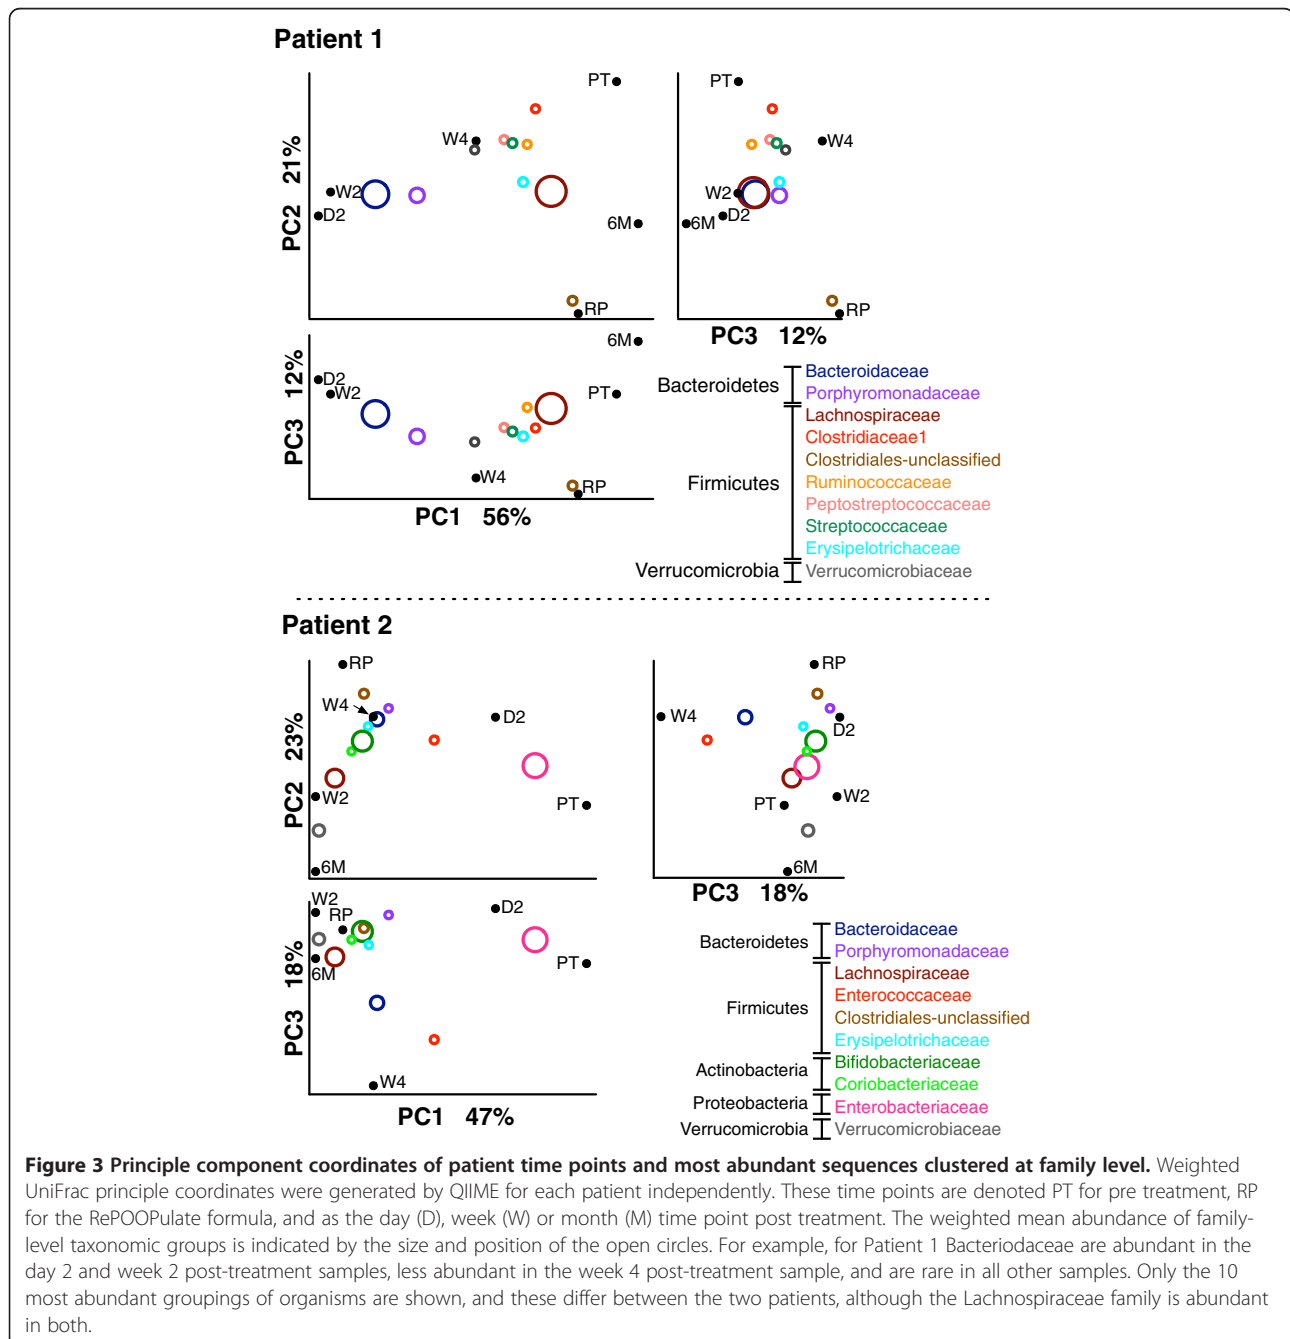 Patient 1
PT
W4
W2
D2
6M
RP
PC2 21%
PT
W4
W2
D2
6M
RP
PC3 12%
6M
D2
W2
PT
W4
RP
PC3 12%
PC1 56%
Bacteroidetes
Firmicutes
Verrucomicrobia
Bacteroidaceae
Porphyromonadaceae
Lachnospiraceae
Clostridiaceae1
Clostridiales-unclassified
Ruminococcaceae
Peptostreptococcaceae
Streptococcaceae
Erysipelotrichaceae
Verrucomicrobiaceae
Patient 2
RP
W4
D2
W2
PT
6M
PC2 23%
RP
W4
D2
W2
PT
6M
PC3 18%
W2
RP
D2
6M
PT
W4
PC3 18%
PC1 47%
Bacteroidetes
Firmicutes
Actinobacteria
Proteobacteria
Verrucomicrobia
Bacteroidaceae
Porphyromonadaceae
Lachnospiraceae
Enterococcaceae
Clostridiales-unclassified
Erysipelotrichaceae
Bifidobacteriaceae
Coriobacteriaceae
Enterobacteriaceae
Verrucomicrobiaceae
Figure 3 Principle component coordinates of patient time points and most abundant sequences clustered at family level. Weighted
UniFrac principle coordinates were generated by QIIME for each patient independently. These time points are denoted PT for pre treatment, RP
for the RePOOPulate formula, and as the day (D), week (W) or month (M) time point post treatment. The weighted mean abundance of family-
level taxonomic groups is indicated by the size and position of the open circles. For example, for Patient 1 Bacteriodaceae are abundant in the
day 2 and week 2 post-treatment samples, less abundant in the week 4 post-treatment sample, and are rare in all other samples. Only the 10
most abundant groupings of organisms are shown, and these differ between the two patients, although the Lachnospiraceae family is abundant
in both.